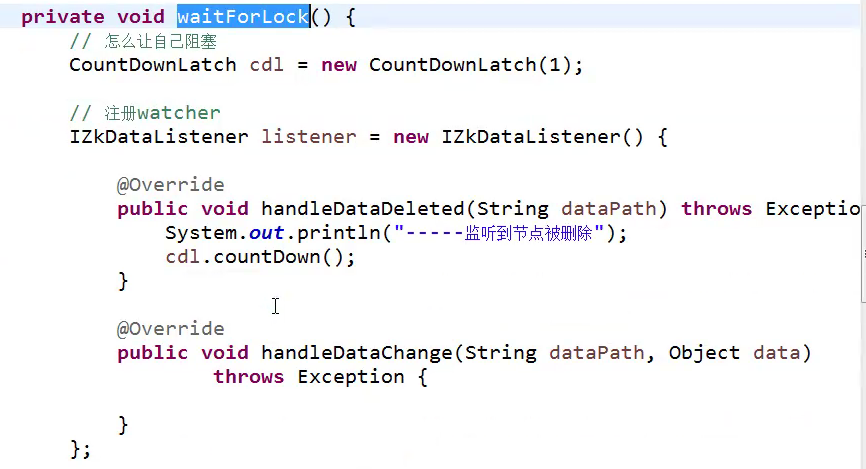 private void waitForLock() {
// 怎么让自己阻塞
CountDownLatch cdl = new CountDownLatch(1);
// 注册watcher
IZkDataListener listener = new IZkDataListener() {
@Override
public void handleDataDeleted(String dataPath) throws Exceptio
System.out.println("-----监听到节点被删除");
cdl.countDown();
}
@Override
public void handleDataChange(String dataPath, Object data)
throws Exception {
}
};